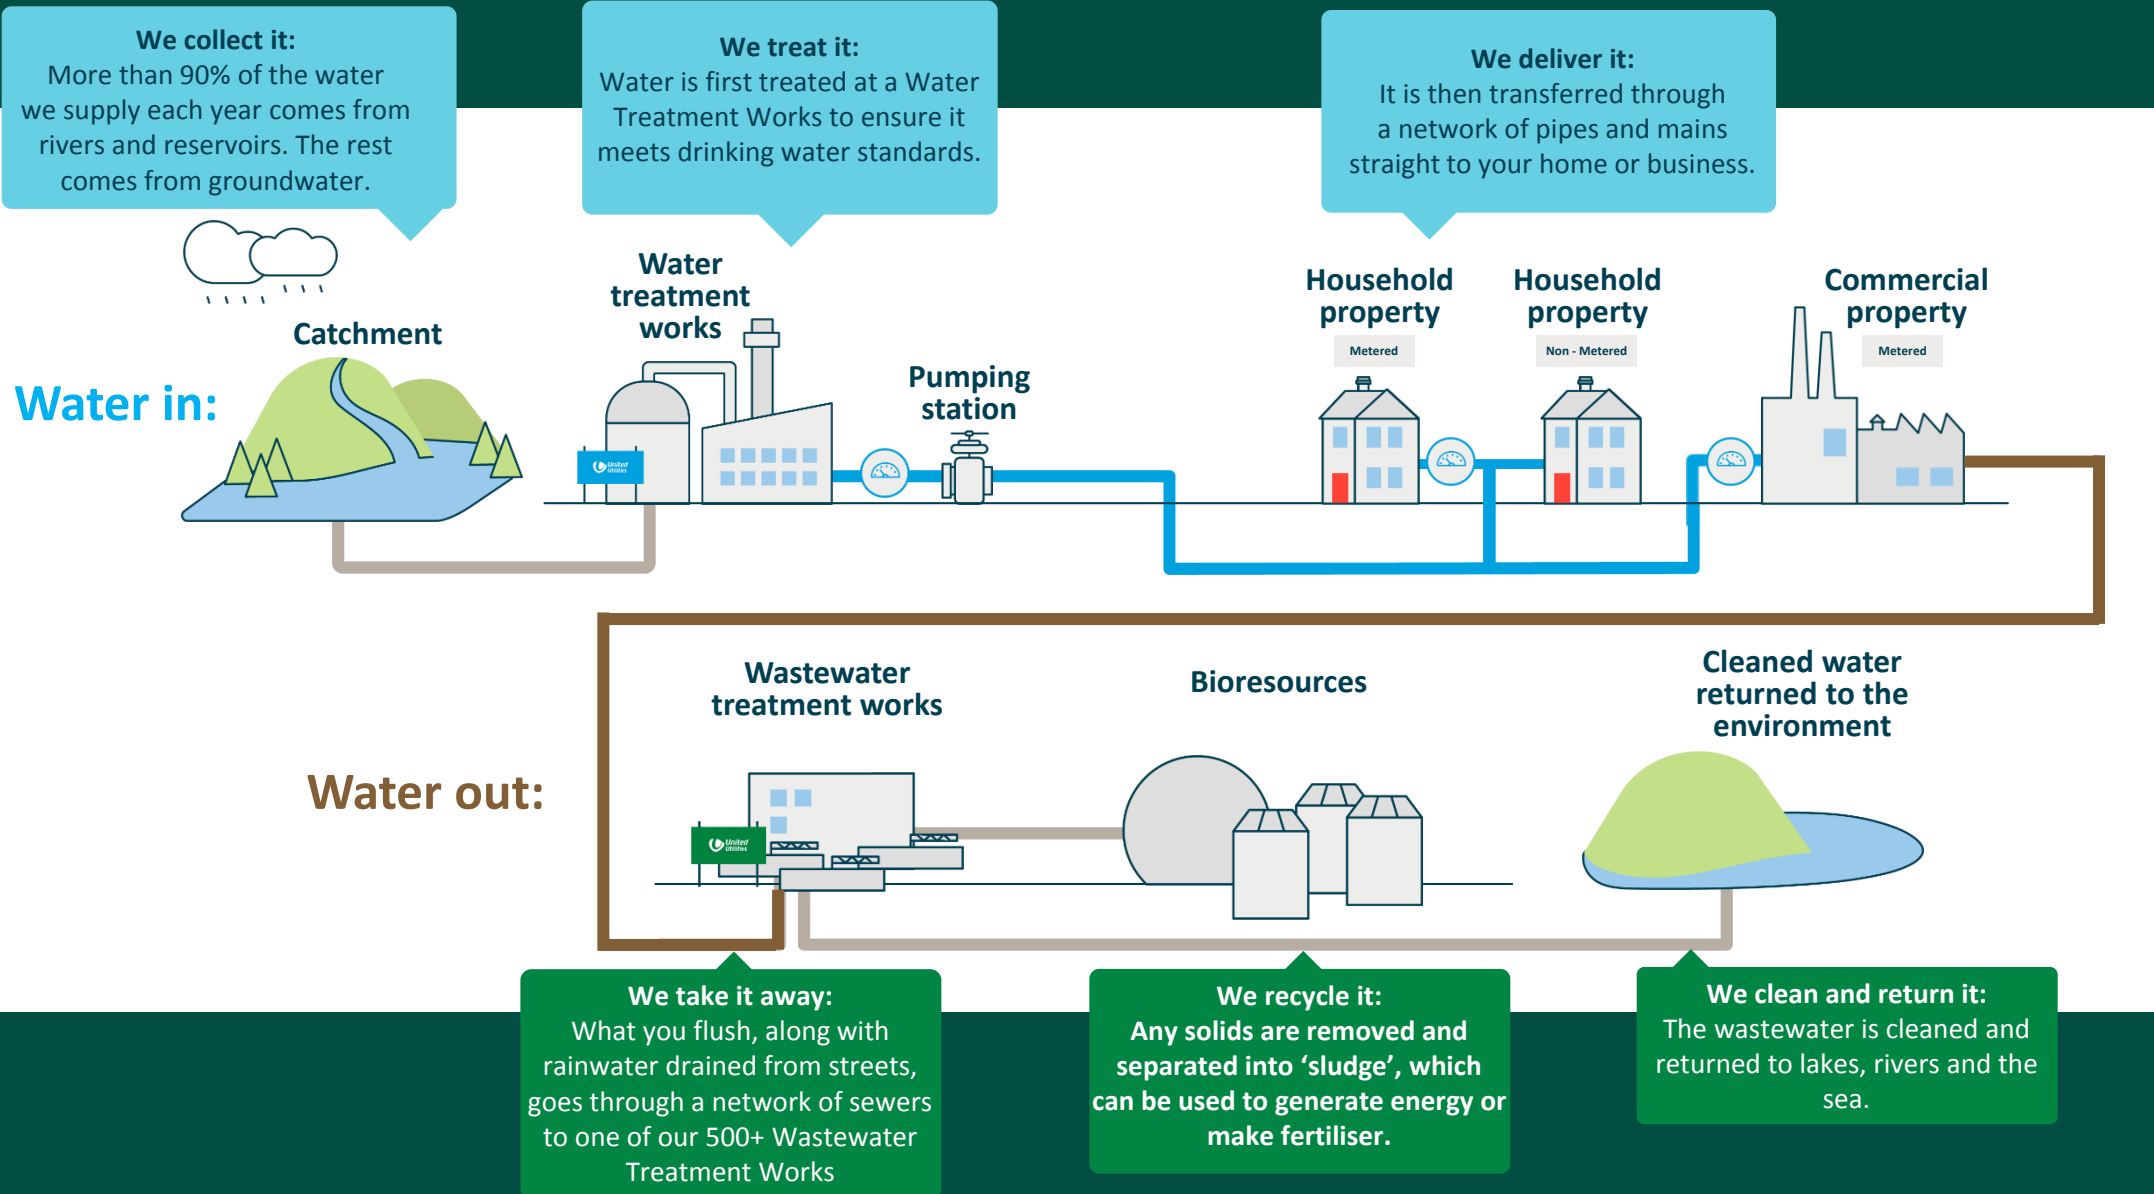 We collect it:
More than 90% of the water
we supply each year comes from
rivers and reservoirs. The rest
comes from groundwater.
We treat it:
Water is first treated at a Water
Treatment Works to ensure it
meets drinking water standards.
We deliver it:
It is then transferred through
a network of pipes and mains
straight to your home or business.
Water in:
Catchment
Water
treatment
works
United
Utilities
Pumping
station
Household
property
Metered
Household
property
Non - Metered
Commercial
property
Metered
Water out:
Wastewater
treatment works
United
Utilities
Bioresources
Cleaned water
returned to the
environment
We take it away:
What you flush, along with
rainwater drained from streets,
goes through a network of sewers
to one of our 500+ Wastewater
Treatment Works
We recycle it:
Any solids are removed and
separated into ‘sludge’, which
can be used to generate energy or
make fertiliser.
We clean and return it:
The wastewater is cleaned and
returned to lakes, rivers and the
sea.